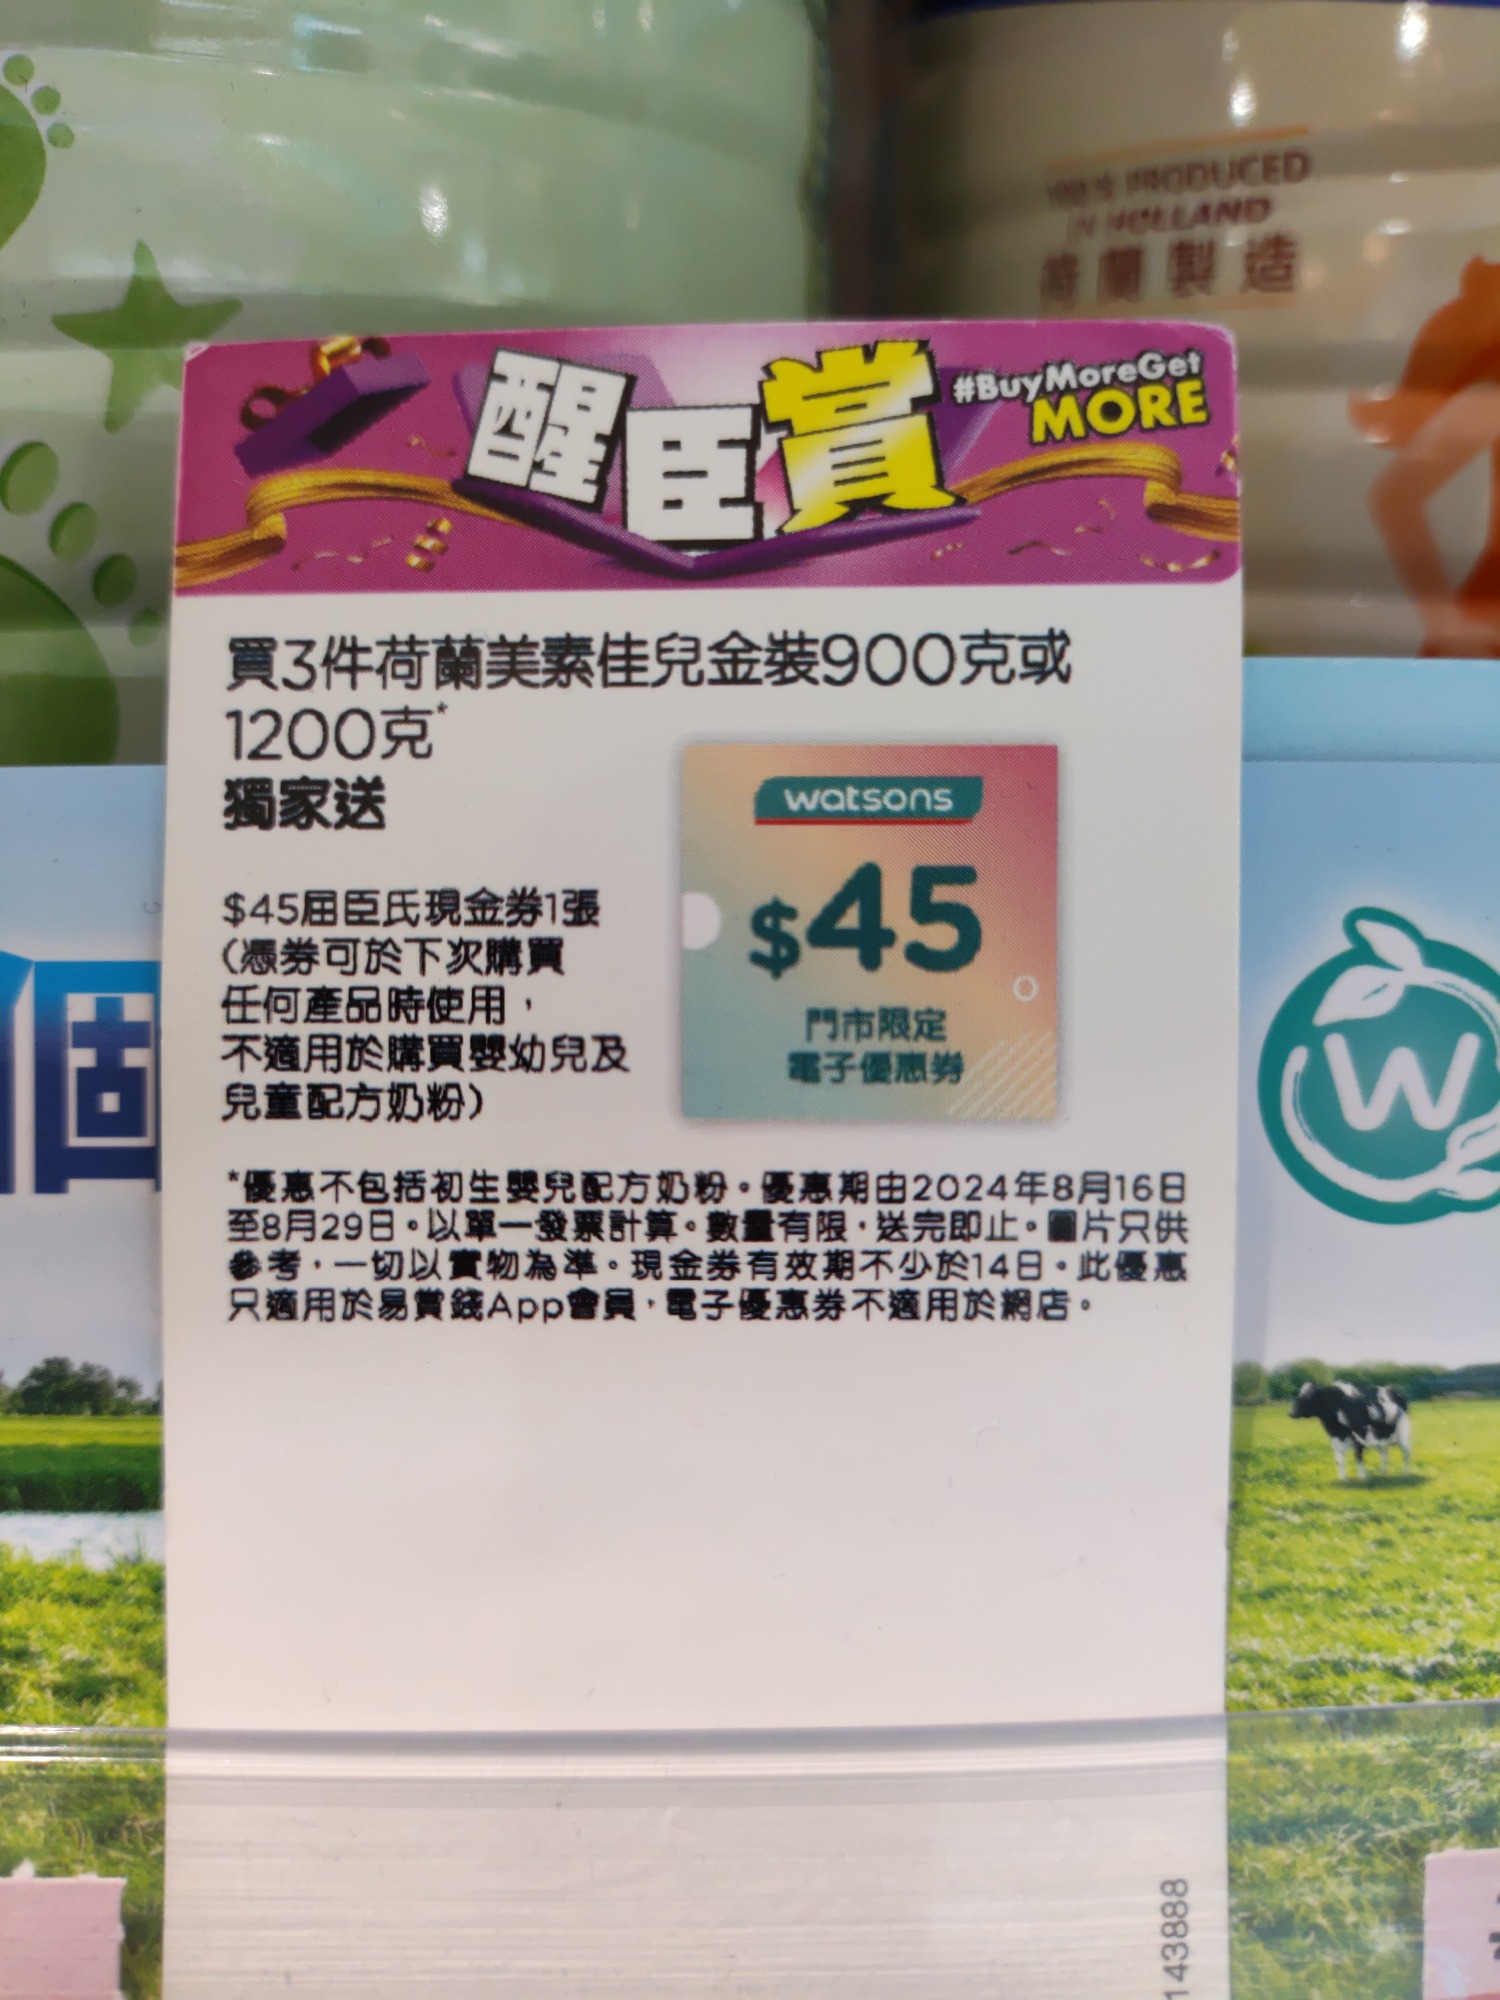 100% PRODUCED
IN HOLLAND
荷蘭製造
醒臣賞
#BuyMoreGet
MORE
買3件荷蘭美素佳兒金裝900克或
1200克*
獨家送
watsons
$45
門市限定
電子優惠券
$45屈臣氏現金券1張
(憑券可於下次購買
任何產品時使用，
不適用於購買嬰幼兒及
兒童配方奶粉)
*優惠不包括初生嬰兒配方奶粉。優惠期由2024年8月16日
至8月29日。以單一發票計算。數量有限，送完即止。圖片只供
參考，一切以實物為準。現金券有效期不少於14日。此優惠
只適用於易賞錢App會員，電子優惠券不適用於網店。
個
W
143888